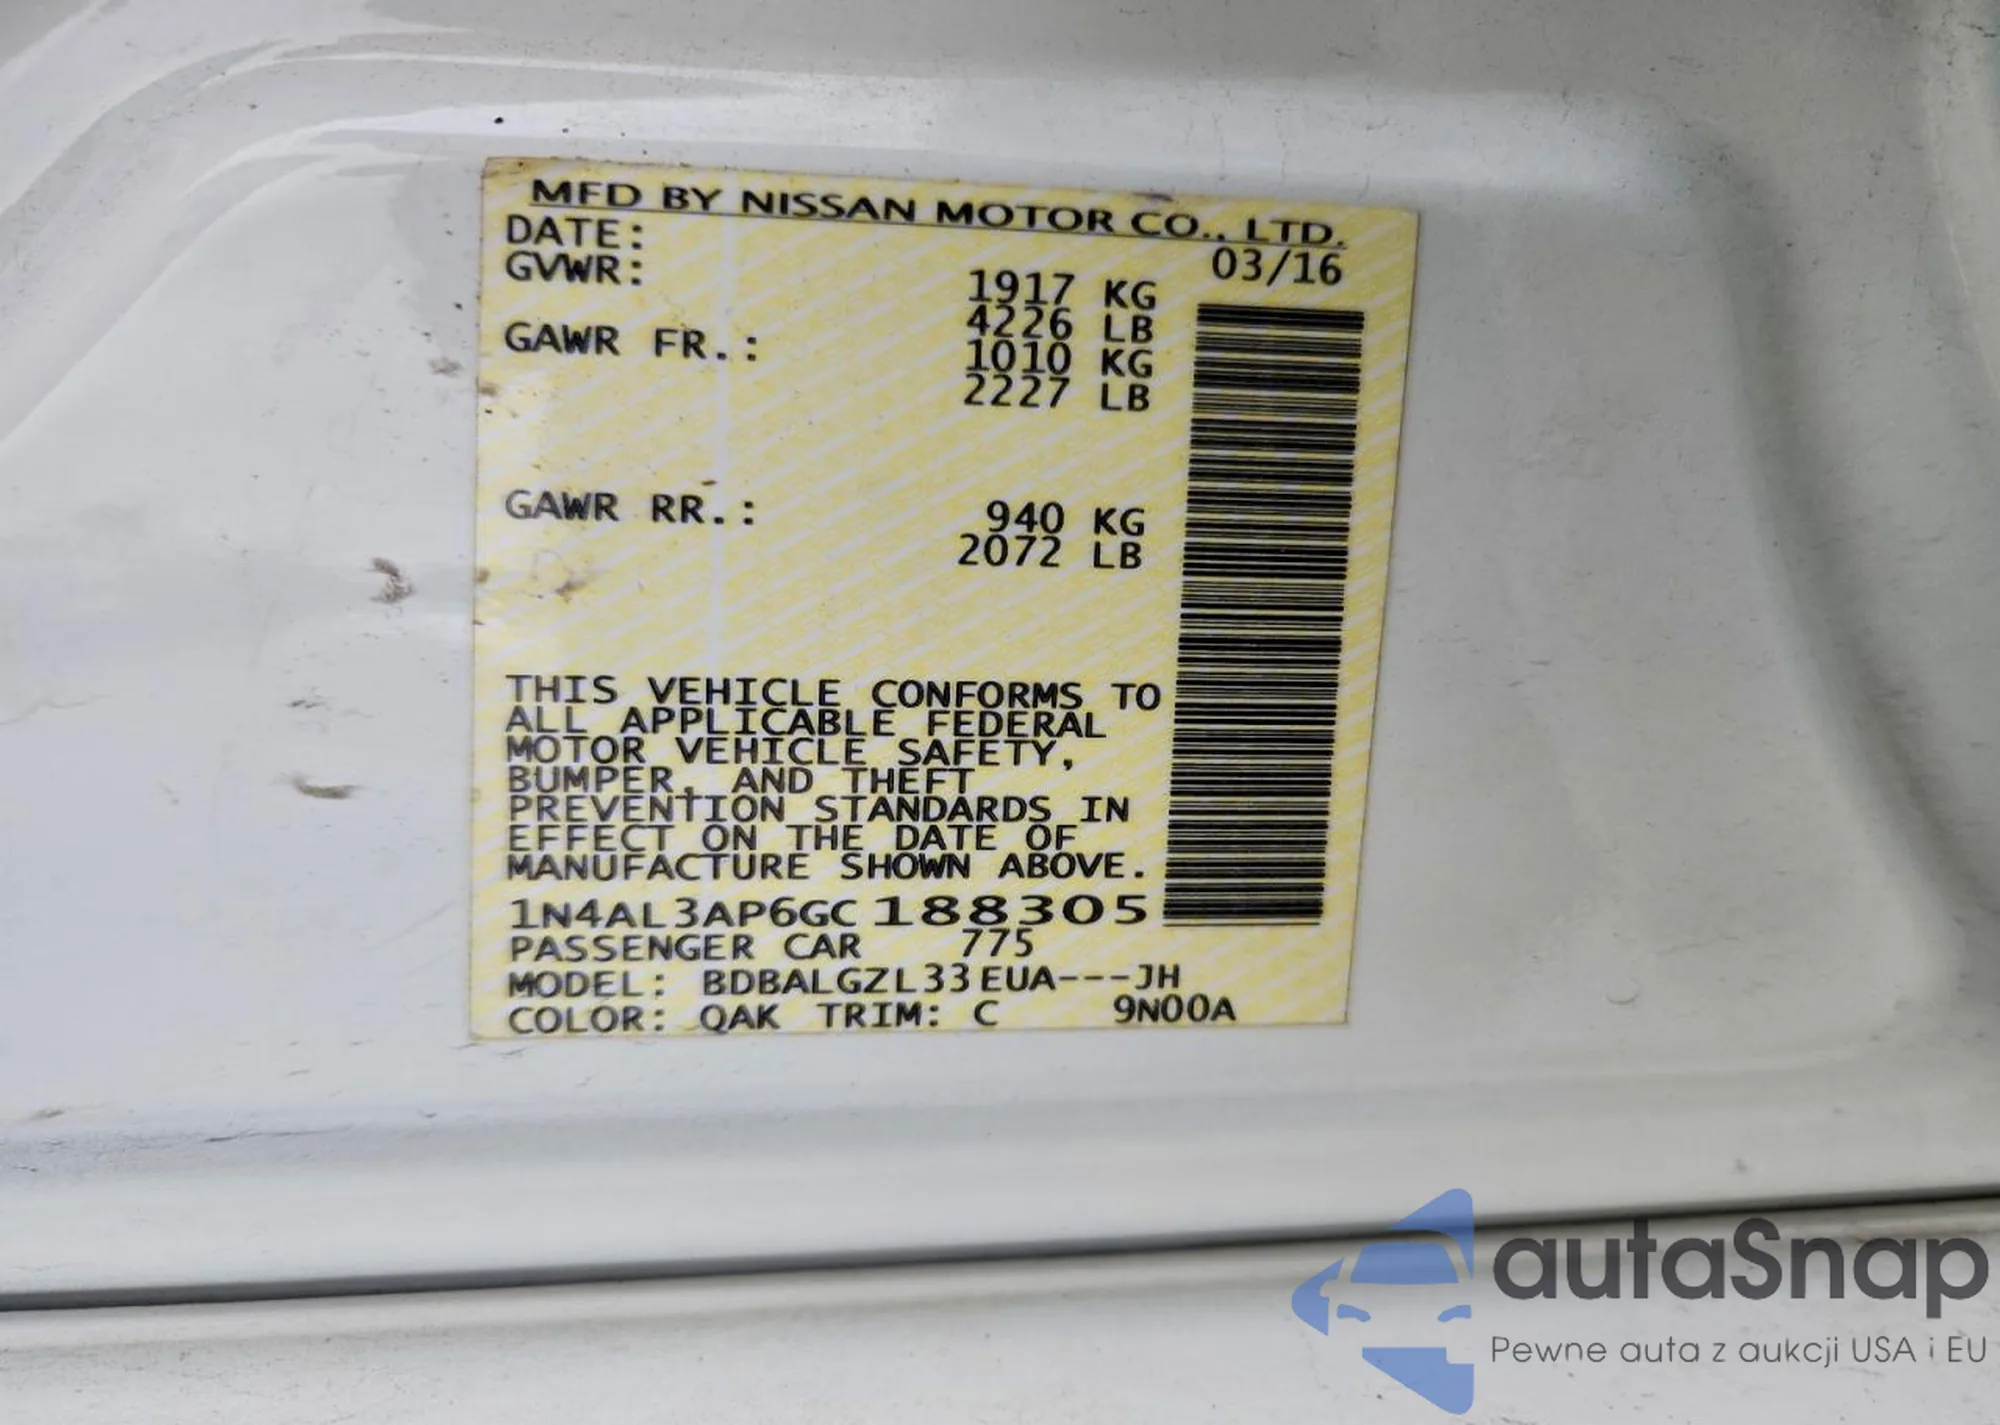 MFD BY NISSAN MOTOR CO., LTD.
DATE: 03/16
GVWR: 1917 KG
4226 LB
GAWR FR.: 1010 KG
2227 LB
GAWR RR.: 940 KG
2072 LB
THIS VEHICLE CONFORMS TO
ALL APPLICABLE FEDERAL
MOTOR VEHICLE SAFETY,
BUMPER, AND THEFT
PREVENTION STANDARDS IN
EFFECT ON THE DATE OF
MANUFACTURE SHOWN ABOVE.
1N4AL3AP6GC188305
PASSENGER CAR 775
MODEL: BDBALGZL33EUA---JH
COLOR: QAK TRIM: C 9N00A
autaSnap
Pewne auta z aukcji USA i EU